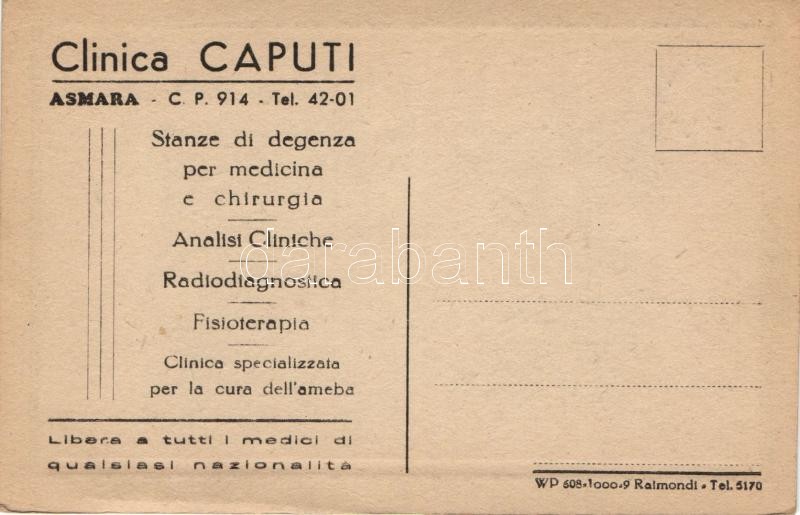 Clinica CAPUTI
ASMARA - C. P. 914 - Tel. 42-01
Stanze di degenza
per medicina
e chirurgia
Analisi Cliniche
Radiodiagnostica
Fisioterapia
Clinica specializzata
per la cura dell'ameba
Libera a tutti i medici di
qualsiasi nazionalità
WP 608-1000-9 Raimondi - Tel. 5170
darabanth